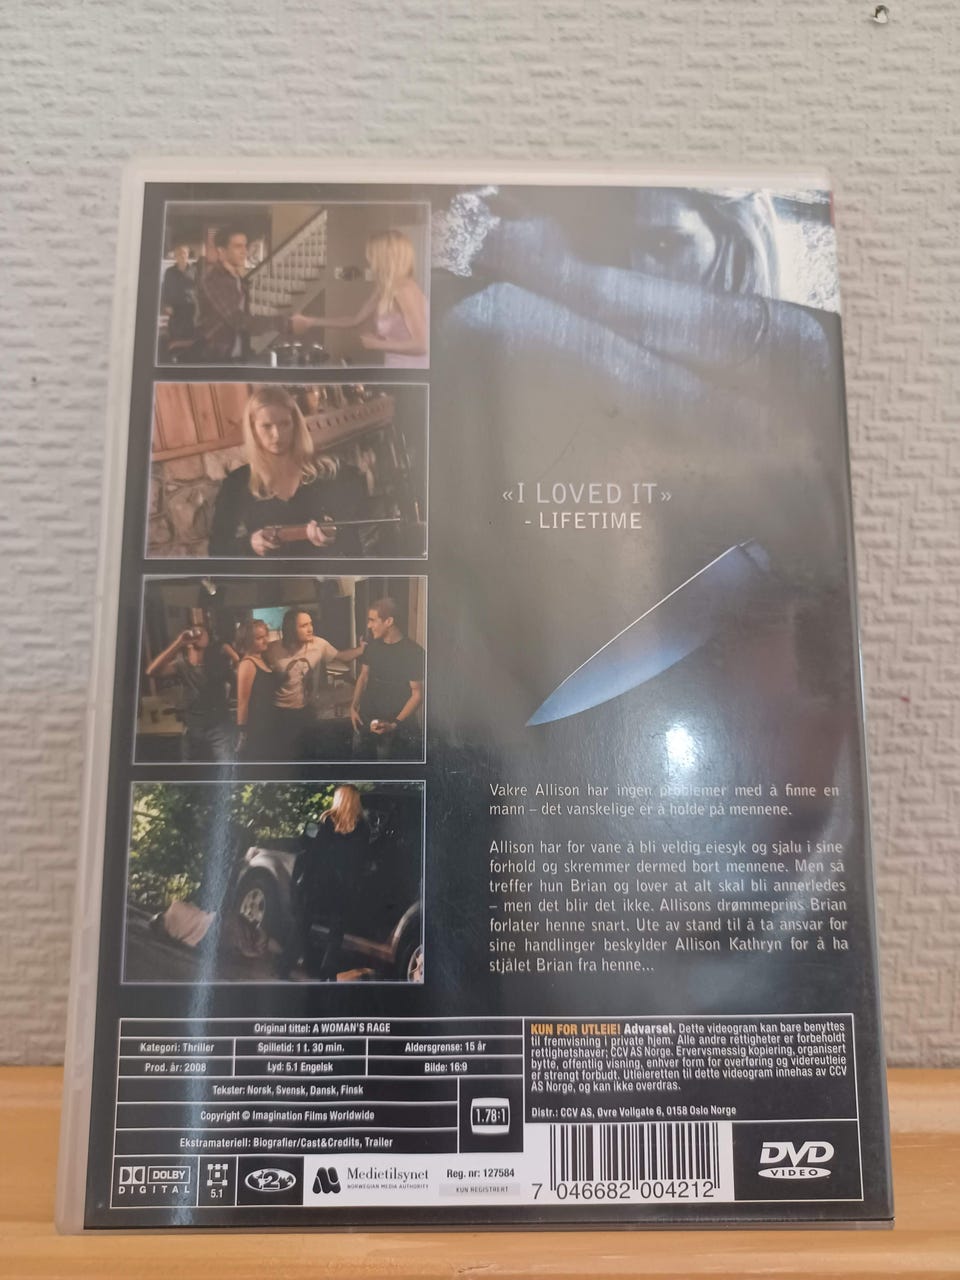 «I LOVED IT»
- LIFETIME
Vakre Allison har ingen problemer med å finne en
mann – det vanskelige er å holde på mennene.
Allison har for vane å bli veldig eiesyk og sjalu i sine
forhold og skremmer dermed bort mennene. Men så
treffer hun Brian og lover at alt skal bli annerledes
– men det blir det ikke. Allisons drømmeprins Brian
forlater henne snart. Ute av stand til å ta ansvar for
sine handlinger beskylder Allison Kathryn for å ha
stjålet Brian fra henne...
Original tittel: A WOMAN'S RAGE
Kategori: Thriller
Spilletid: 1 t. 30 min.
Aldersgrense: 15 år
Prod. år: 2008
Lyd: 5.1 Engelsk
Bilde: 16:9
Tekster: Norsk, Svensk, Dansk, Finsk
Copyright © Imagination Films Worldwide
Ekstramateriell: Biografier/Cast&Credits, Trailer
1.78:1
KUN FOR UTLEIE! Advarsel. Dette videogram kan bare benyttes
til fremvisning i private hjem. Alle andre rettigheter er forbeholdt
rettighetshaver; CCV AS Norge. Ervervsmessig kopiering, organisert
bytte, offentlig visning, enhver form for overføring og videreutleie
er strengt forbudt. Utleieretten til dette videogram innehas av CCV
AS Norge, og kan ikke overdras.
Distr.: CCV AS, Øvre Vollgate 6, 0158 Oslo Norge
DOLBY
DIGITAL
5.1
2
Medietilsynet
NORWEGIAN MEDIA AUTHORITY
Reg. nr: 127584
KUN REGISTRERT
7 046682 004212
DVD
VIDEO